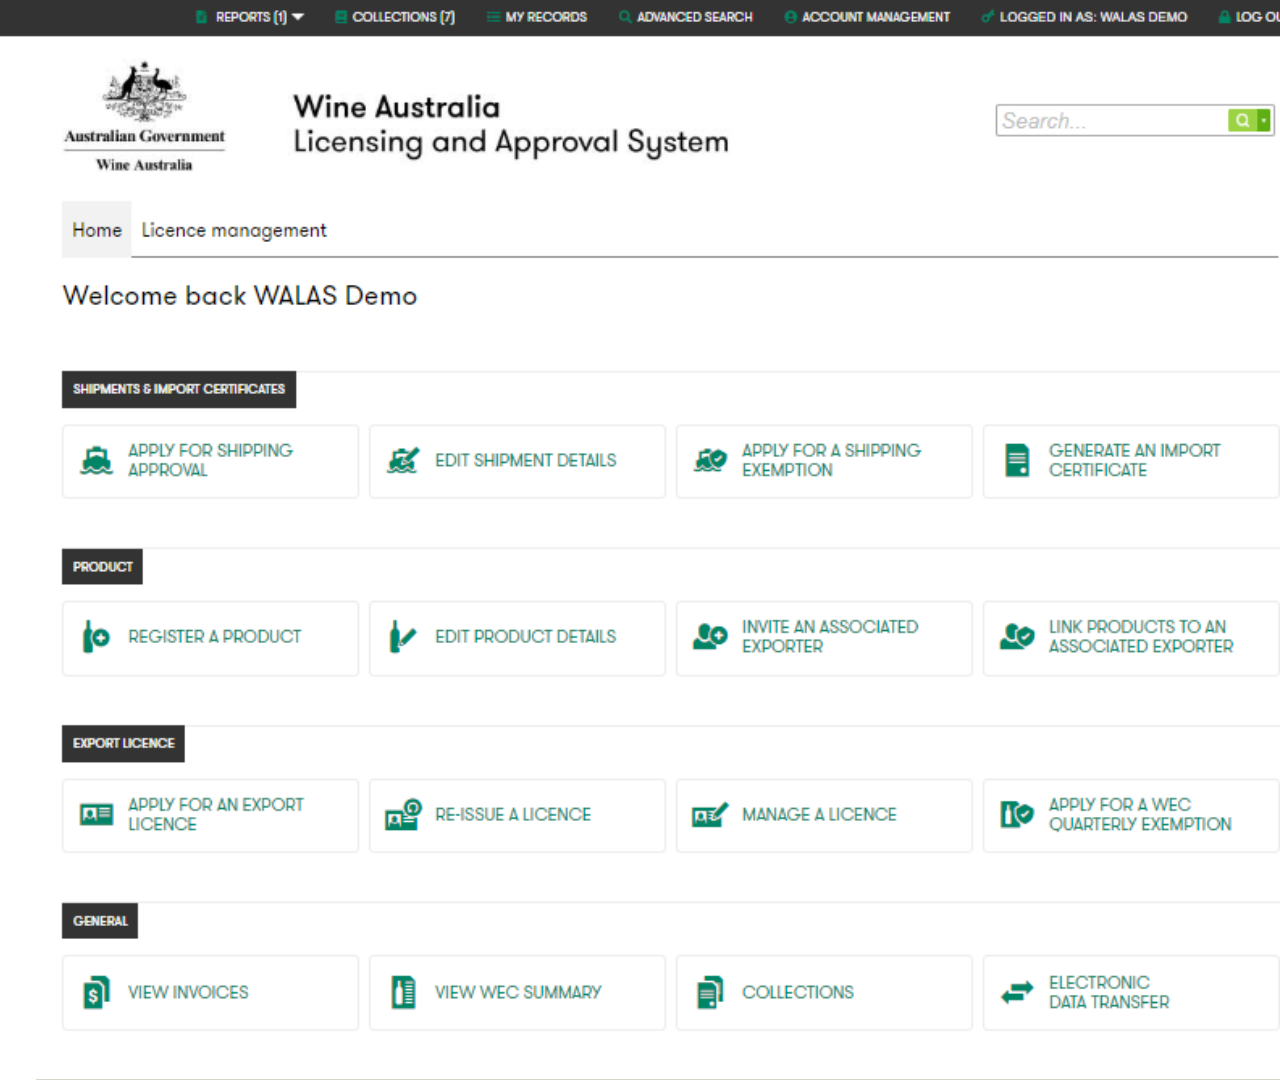 REPORTS (1) COLLECTIONS (7) MY RECORDS ADVANCED SEARCH ACCOUNT MANAGEMENT LOGGED IN AS: WALAS DEMO LOG OU
Australian Government
Wine Australia
Wine Australia
Licensing and Approval System
Search...
Home Licence management
Welcome back WALAS Demo
SHIPMENTS & IMPORT CERTIFICATES
APPLY FOR SHIPPING
APPROVAL
EDIT SHIPMENT DETAILS
APPLY FOR A SHIPPING
EXEMPTION
GENERATE AN IMPORT
CERTIFICATE
PRODUCT
REGISTER A PRODUCT
EDIT PRODUCT DETAILS
INVITE AN ASSOCIATED
EXPORTER
LINK PRODUCTS TO AN
ASSOCIATED EXPORTER
EXPORT LICENCE
APPLY FOR AN EXPORT
LICENCE
RE-ISSUE A LICENCE
MANAGE A LICENCE
APPLY FOR A WEC
QUARTERLY EXEMPTION
GENERAL
VIEW INVOICES
VIEW WEC SUMMARY
COLLECTIONS
ELECTRONIC
DATA TRANSFER